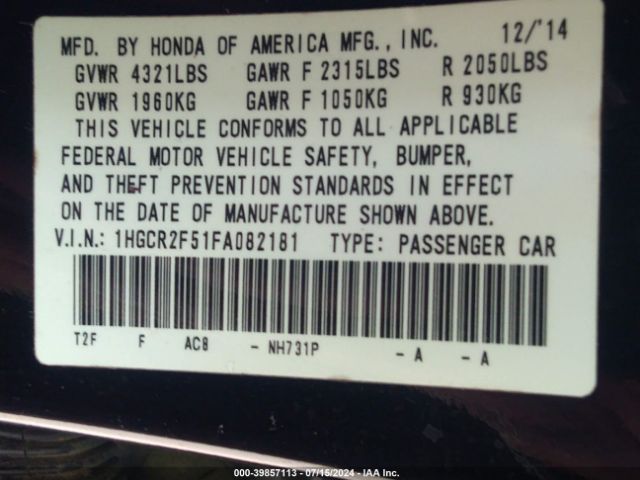 MFD. BY HONDA OF AMERICA MFG., INC. 12/'14
GVWR 4321LBS GAWR F 2315LBS R 2050LBS
GVWR 1960KG GAWR F 1050KG R 930KG
THIS VEHICLE CONFORMS TO ALL APPLICABLE
FEDERAL MOTOR VEHICLE SAFETY, BUMPER,
AND THEFT PREVENTION STANDARDS IN EFFECT
ON THE DATE OF MANUFACTURE SHOWN ABOVE.
V.I.N.: 1HGCR2F51FA082181 TYPE: PASSENGER CAR
T2F F AC8 - NH731P - A - A
000-39857113 - 07/15/2024 - IAA Inc.